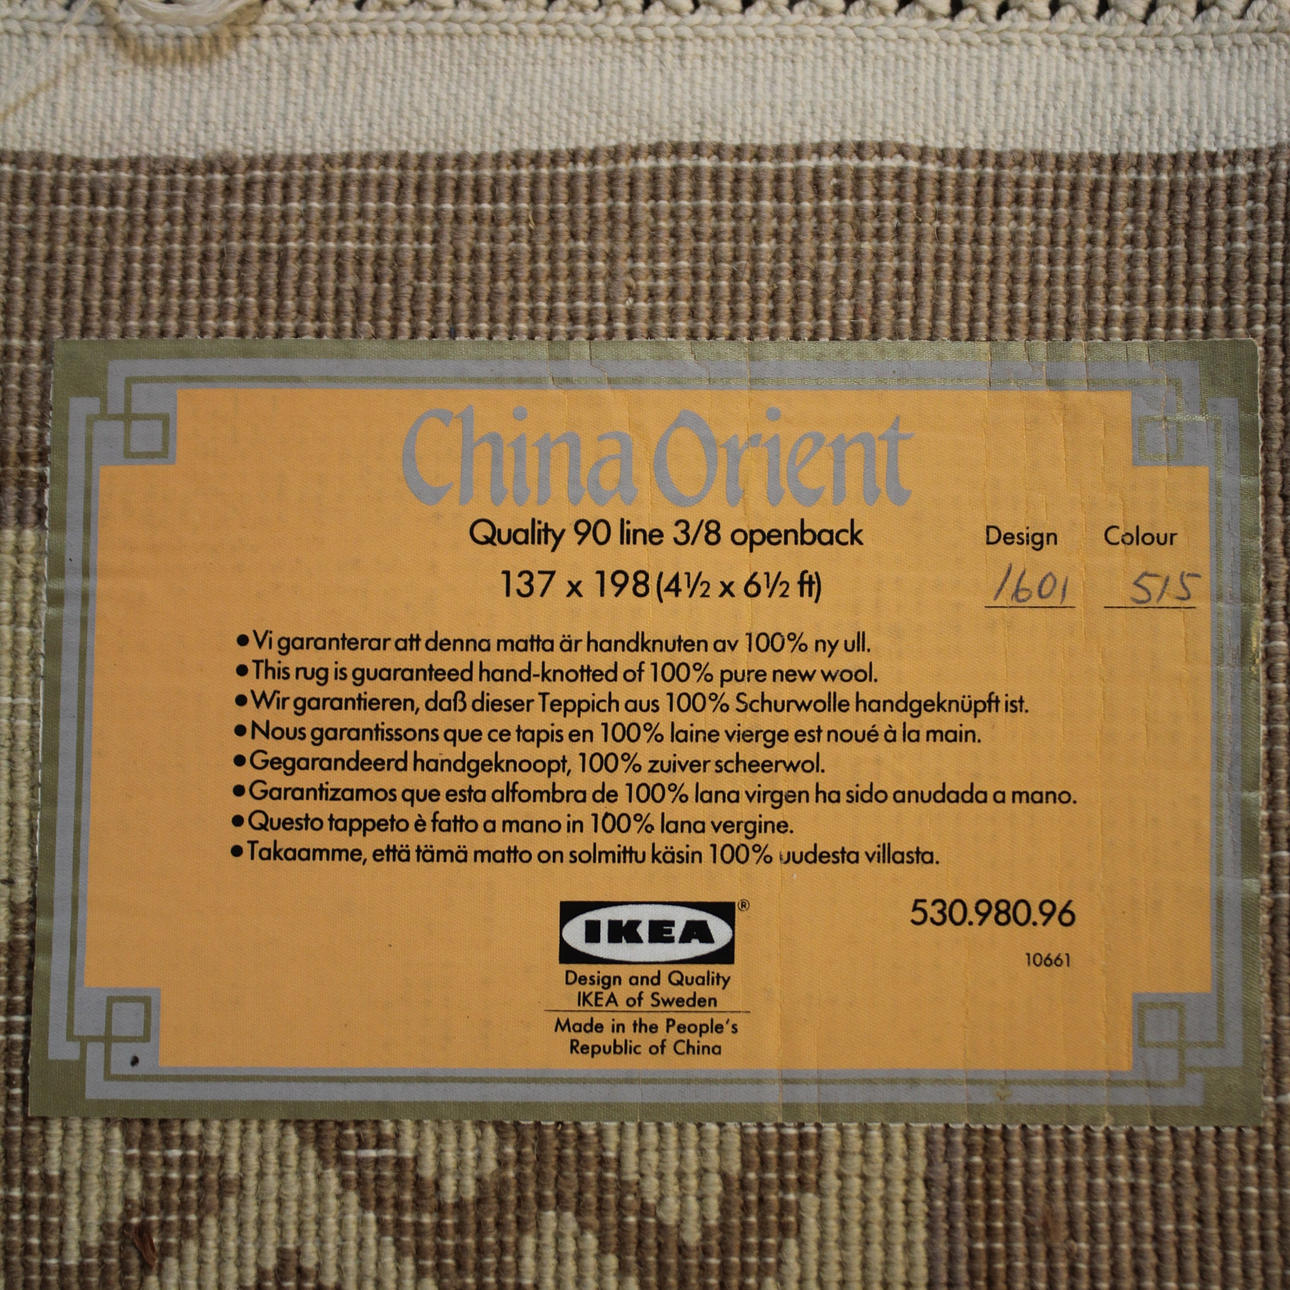 China Orient
Quality 90 line 3/8 openback
Design Colour
137 x 198 (4½ x 6½ ft)
1601 515
●Vi garanterar att denna matta är handknuten av 100% ny ull.
●This rug is guaranteed hand-knotted of 100% pure new wool.
●Wir garantieren, daß dieser Teppich aus 100% Schurwolle handgeknüpft ist.
●Nous garantissons que ce tapis en 100% laine vierge est noué à la main.
●Gegarandeerd handgeknoopt, 100% zuiver scheerwol.
●Garantizamos que esta alfombra de 100% lana virgen ha sido anudada a mano.
●Questo tappeto è fatto a mano in 100% lana vergine.
●Takaamme, että tämä matto on solmittu käsin 100% uudesta villasta.
IKEA®
530.980.96
10661
Design and Quality
IKEA of Sweden
Made in the People's
Republic of China